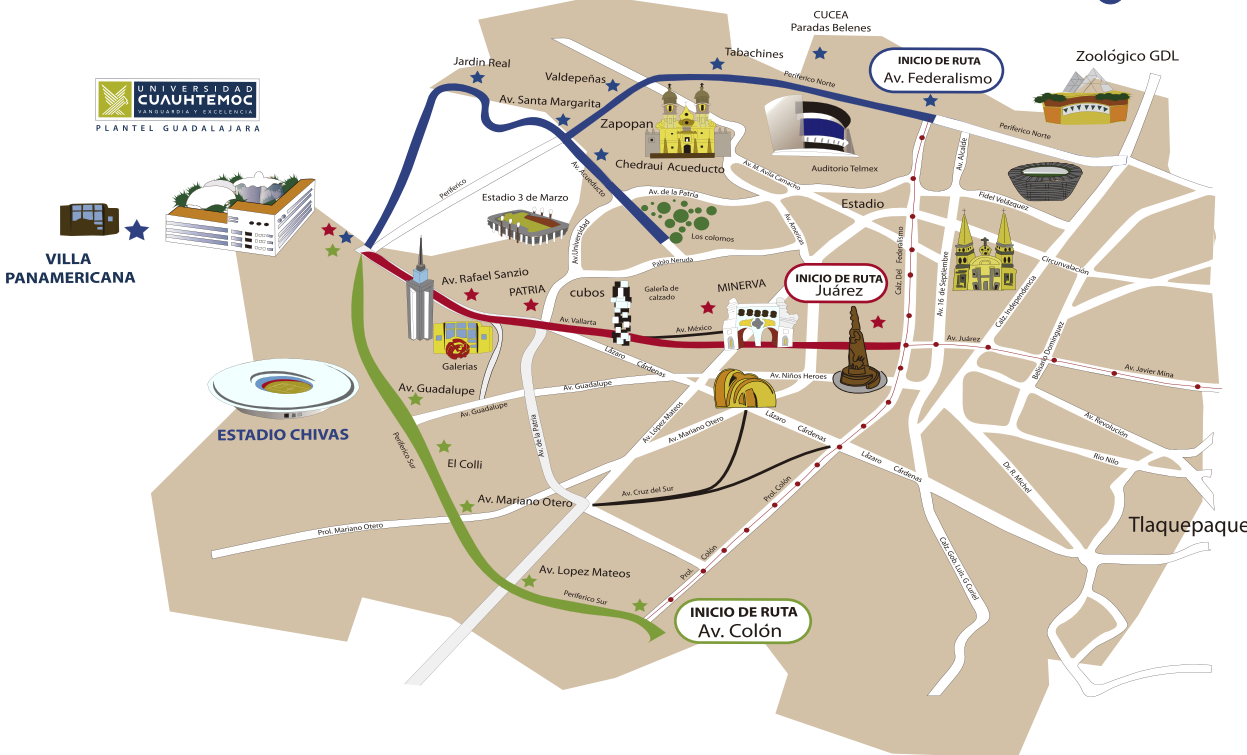 CUCEA
Paradas Belenes
Tabachines
INICIO DE RUTA
Av. Federalismo
Zoológico GDL
Jardin Real
Valdepeñas
Periferico Norte
UNIVERSIDAD
CUAUHTEMOC
VANGUARDIA Y EXCELENCIA
PLANTEL GUADALAJARA
Av. Santa Margarita
Zapopan
Periferico Norte
Chedraui Acueducto
Auditorio Telmex
Av. Alcalde
Av. M. Avila Camacho
Av. Acueducto
Periferico
Av. de la Patria
Estadio 3 de Marzo
Estadio
Fidel Velázquez
Av. Americas
Av.Universidad
Los colomos
Calz. Del Federalismo
VILLA
PANAMERICANA
Pablo Neruda
Circunvalación
Av. 16 de Septiembre
Calz. Independencia
Av. Rafael Sanzio
PATRIA
cubos
Galería de
calzado
MINERVA
INICIO DE RUTA
Juárez
Av. Vallarta
Av. México
Av. Juárez
Belisario Dominguez
Av. Javier Mina
Galerias
Lázaro Cárdenas
Av. Niños Heroes
Av. Guadalupe
Av. Guadalupe
Av. Guadalupe
Av. de la Patria
Av. López Mateos
Av. Mariano Otero
Lázaro Cárdenas
Av. Revolución
ESTADIO CHIVAS
Periferico Sur
El Colli
Lázaro Cárdenas
Rio Nilo
Dr. R. Michel
Av. Mariano Otero
Av. Cruz del Sur
Prol. Colón
Prol. Mariano Otero
Tlaquepaque
Prol. Colón
Calz. Gob. Luis. G Curiel
Av. Lopez Mateos
Periferico Sur
INICIO DE RUTA
Av. Colón